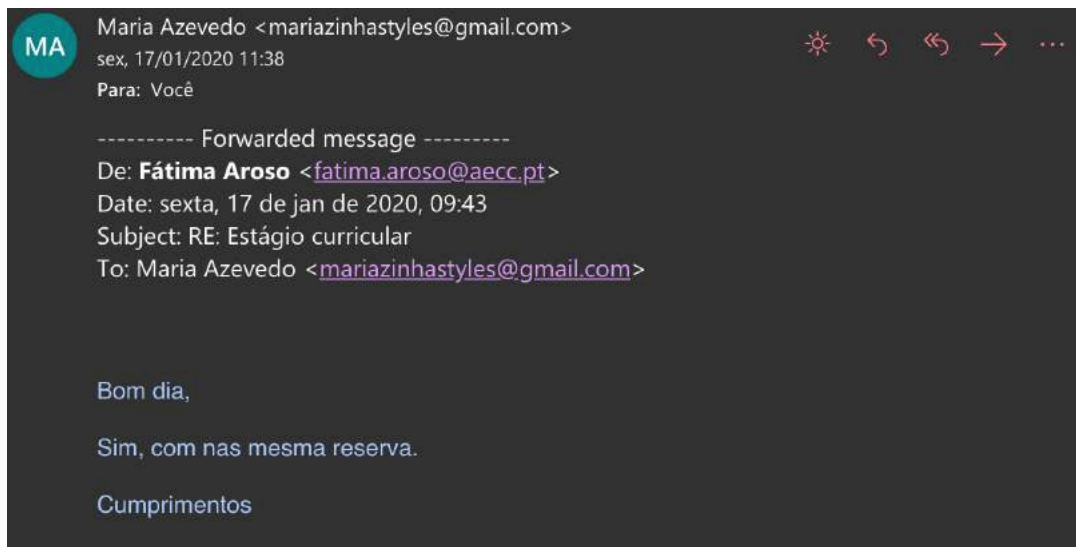 MA
Maria Azevedo <mariazinhastyles@gmail.com>
sex, 17/01/2020 11:38
Para: Você
---------- Forwarded message ---------
De: Fátima Aroso <fatima.aroso@aecc.pt>
Date: sexta, 17 de jan de 2020, 09:43
Subject: RE: Estágio curricular
To: Maria Azevedo <mariazinhastyles@gmail.com>
Bom dia,
Sim, com nas mesma reserva.
Cumprimentos